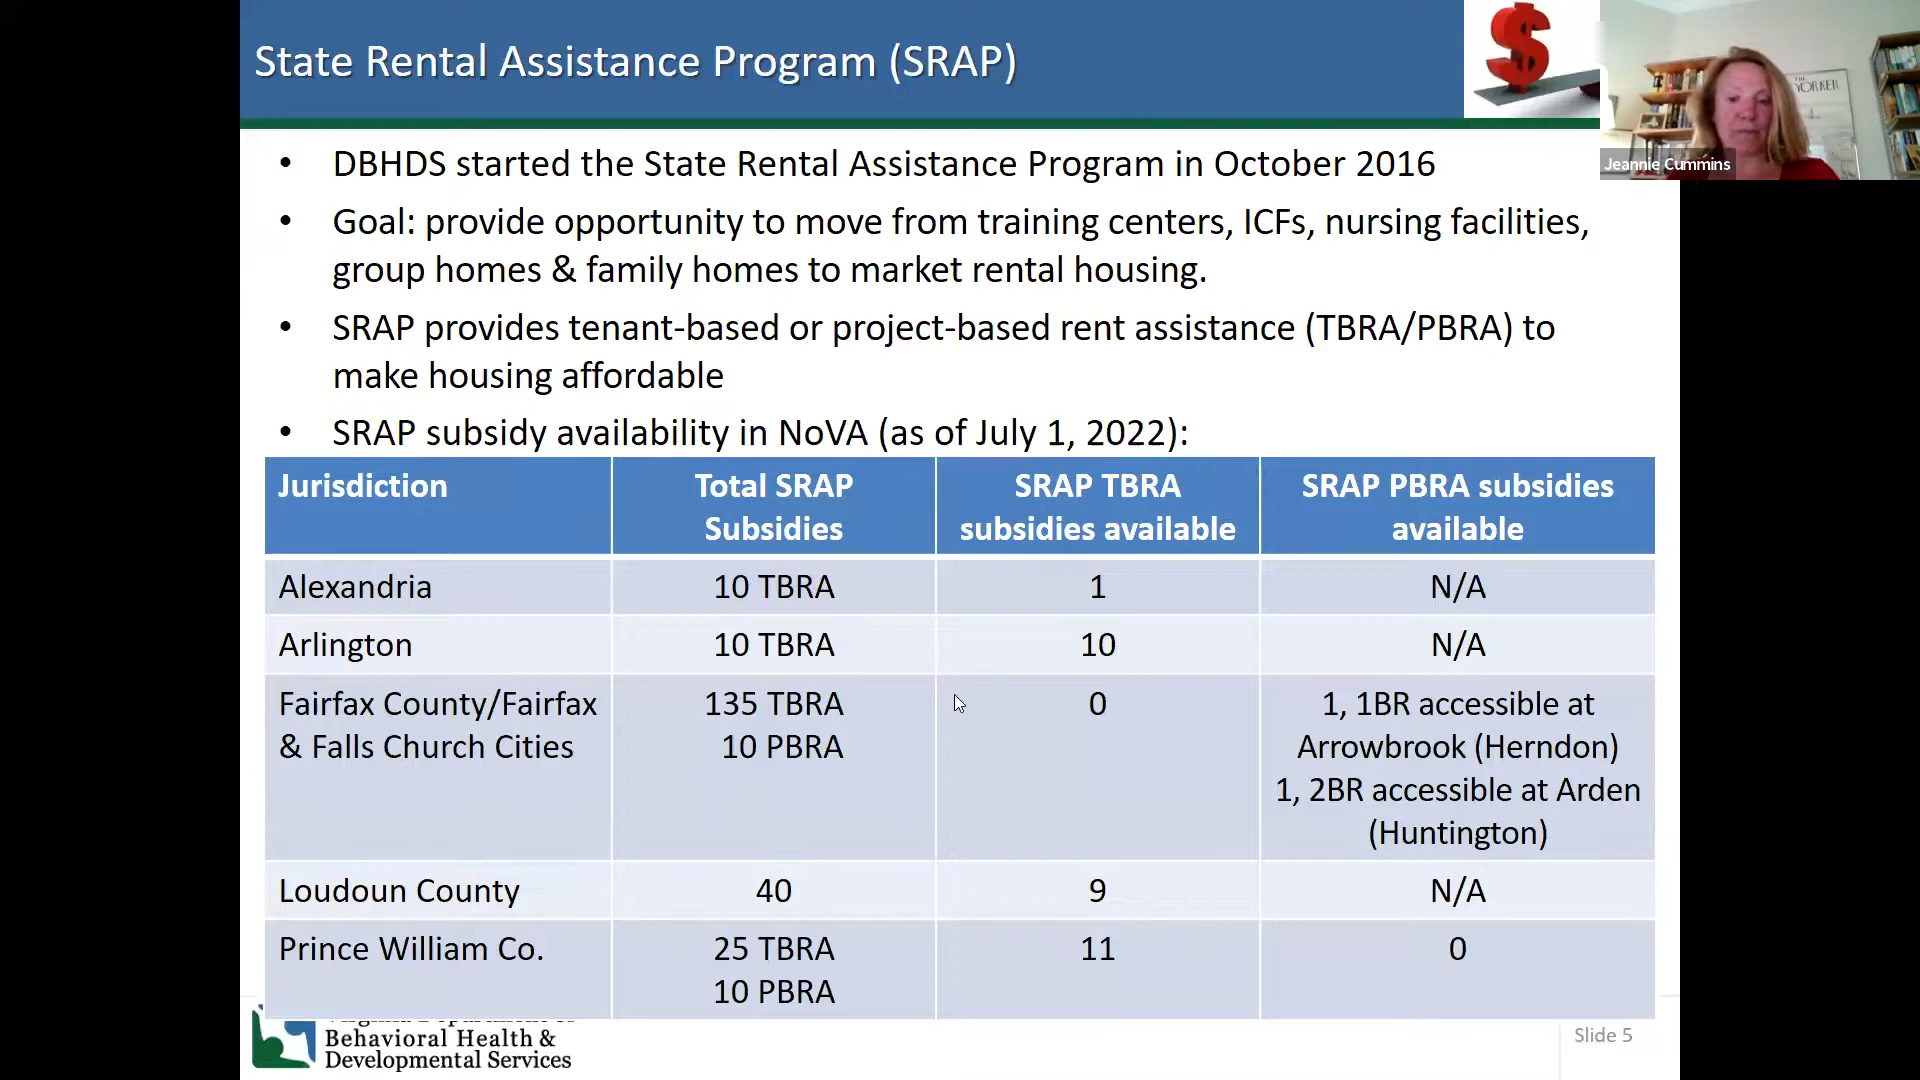 State Rental Assistance Program (SRAP)
YORKER
Jeannie Cummins
• DBHDS started the State Rental Assistance Program in October 2016
• Goal: provide opportunity to move from training centers, ICFs, nursing facilities,
group homes & family homes to market rental housing.
• SRAP provides tenant-based or project-based rent assistance (TBRA/PBRA) to
make housing affordable
• SRAP subsidy availability in NoVA (as of July 1, 2022):
Jurisdiction
Total SRAP
Subsidies
SRAP TBRA
subsidies available
SRAP PBRA subsidies
available
Alexandria
10 TBRA
1
N/A
Arlington
10 TBRA
10
N/A
Fairfax County/Fairfax
& Falls Church Cities
135 TBRA
10 PBRA
0
1, 1BR accessible at
Arrowbrook (Herndon)
1, 2BR accessible at Arden
(Huntington)
Loudoun County
40
9
N/A
Prince William Co.
25 TBRA
10 PBRA
11
0
Behavioral Health &
Developmental Services
Slide 5